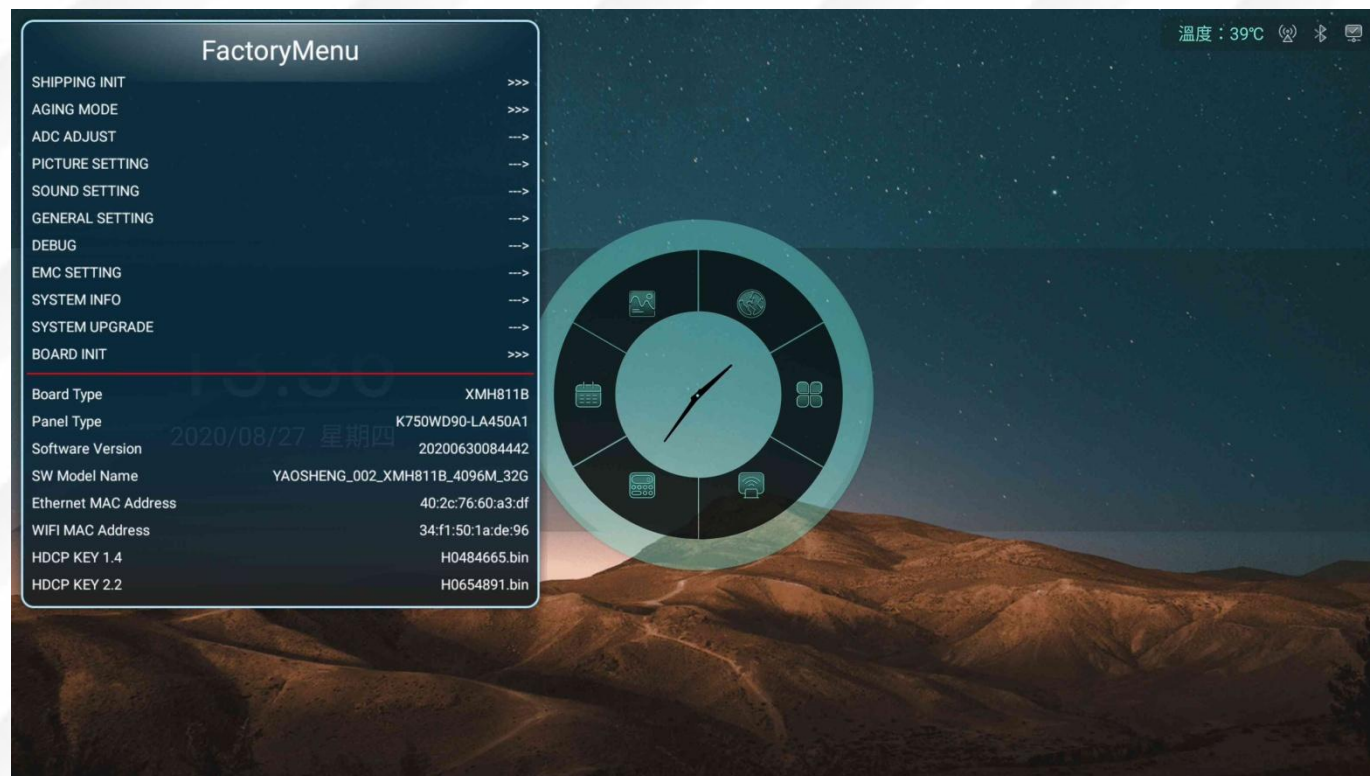 FactoryMenu
溫度：39℃
SHIPPING INIT >>>
AGING MODE >>>
ADC ADJUST --->
PICTURE SETTING --->
SOUND SETTING --->
GENERAL SETTING --->
DEBUG --->
EMC SETTING --->
SYSTEM INFO --->
SYSTEM UPGRADE --->
BOARD INIT >>>
Board Type XMH811B
Panel Type K750WD90-LA450A1
2020/08/27 星期四
Software Version 20200630084442
SW Model Name YAOSHENG_002_XMH811B_4096M_32G
Ethernet MAC Address 40:2c:76:60:a3:df
WIFI MAC Address 34:f1:50:1a:de:96
HDCP KEY 1.4 H0484665.bin
HDCP KEY 2.2 H0654891.bin